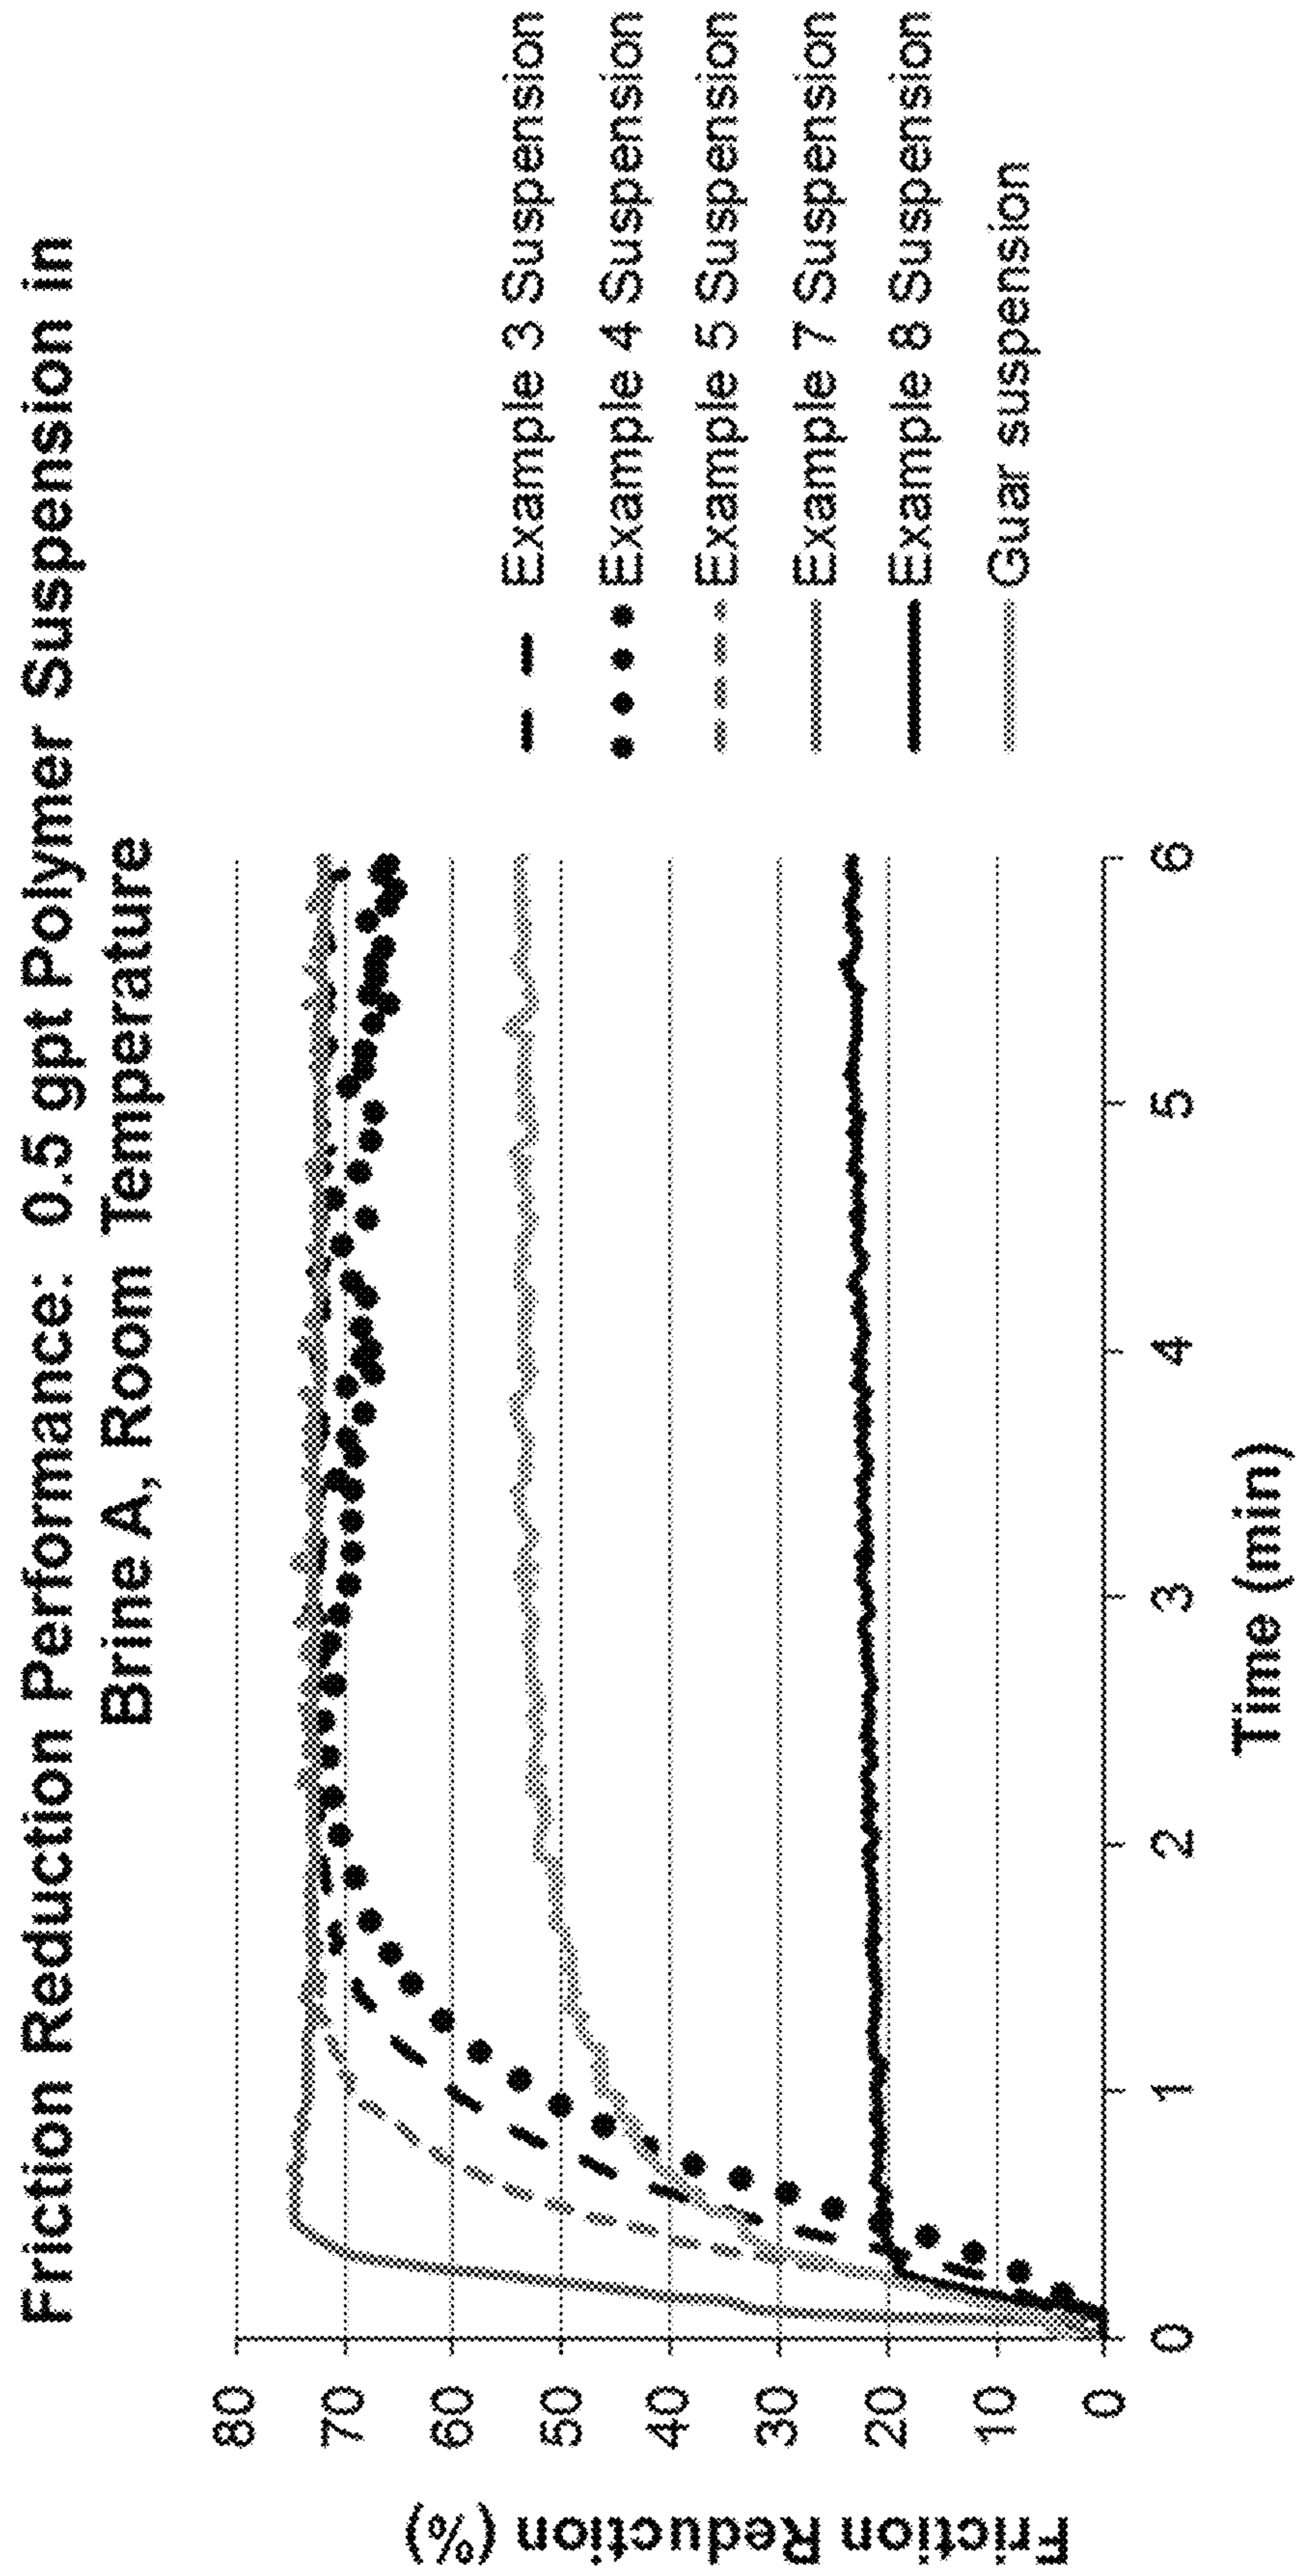 Friction Reduction Performance: 0.5 gpt Polymer Suspension in
Brine A, Room Temperature
Friction Reduction (%)
80
70
60
50
40
30
20
10
0
0 1 2 3 4 5 6
Time (min)
Example 3 Suspension
Example 4 Suspension
Example 5 Suspension
Example 7 Suspension
Example 8 Suspension
Guar suspension